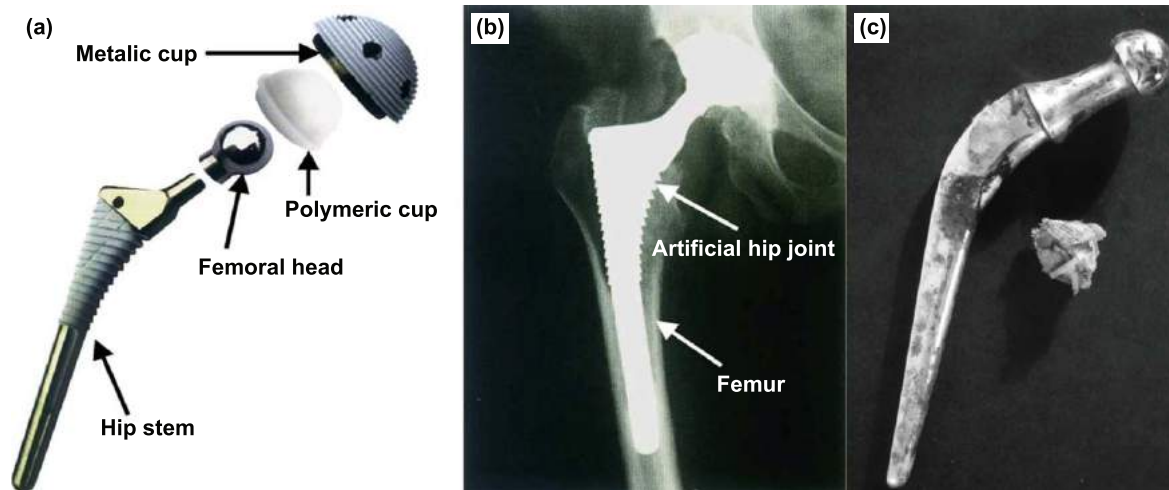 (a)
Metalic cup
Polymeric cup
Femoral head
Hip stem
(b)
Artificial hip joint
Femur
(c)